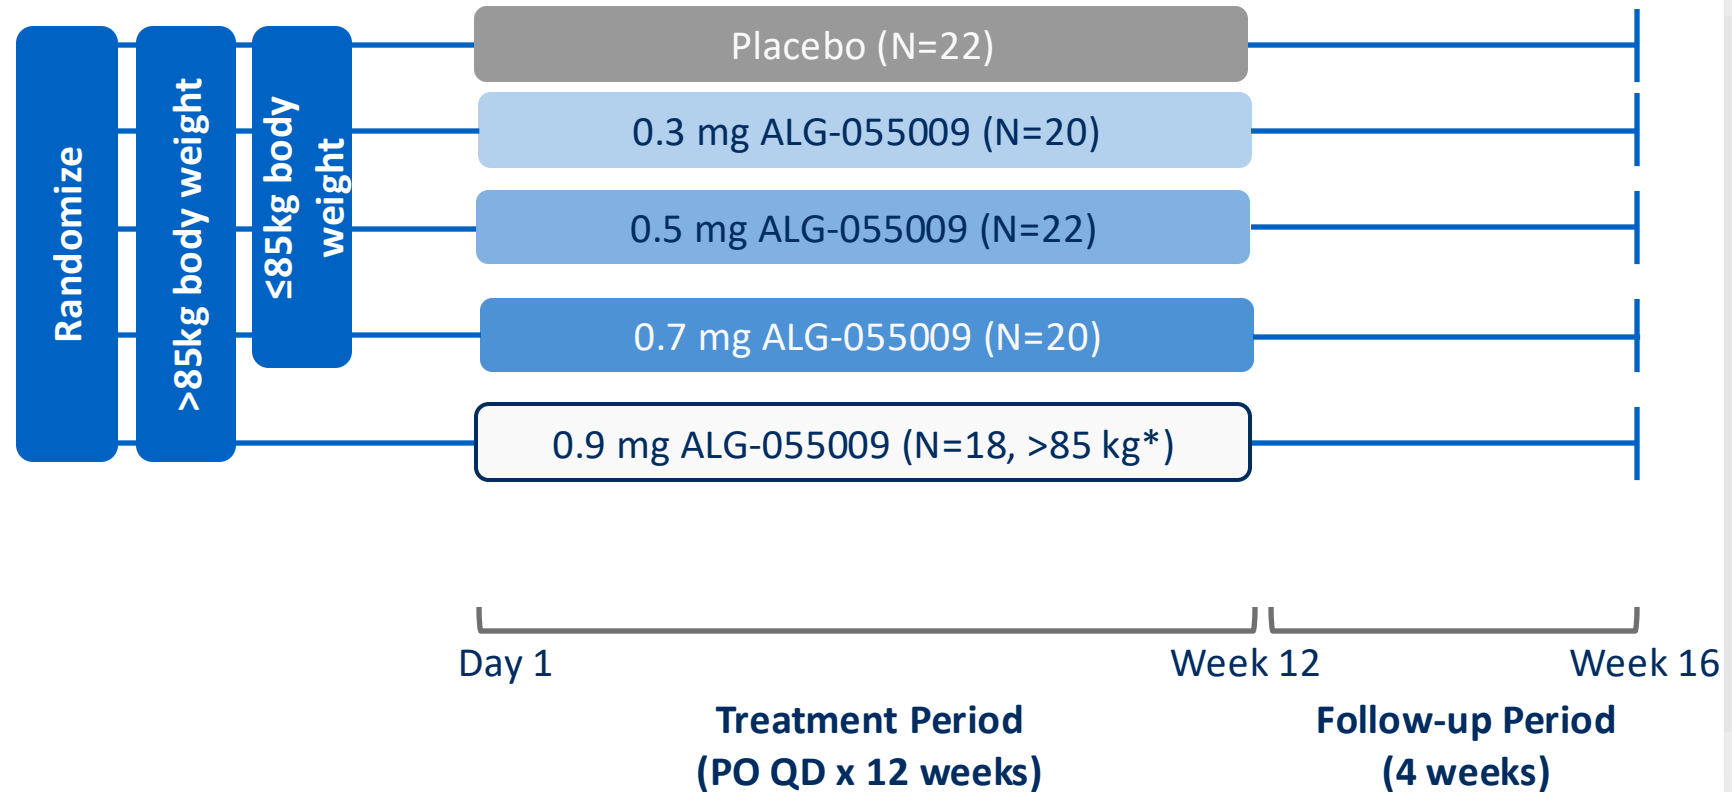 Randomize
>85kg body weight
≤85kg body
weight
Placebo (N=22)
0.3 mg ALG-055009 (N=20)
0.5 mg ALG-055009 (N=22)
0.7 mg ALG-055009 (N=20)
0.9 mg ALG-055009 (N=18, >85 kg*)
Day 1
Week 12
Week 16
Treatment Period
(PO QD x 12 weeks)
Follow-up Period
(4 weeks)